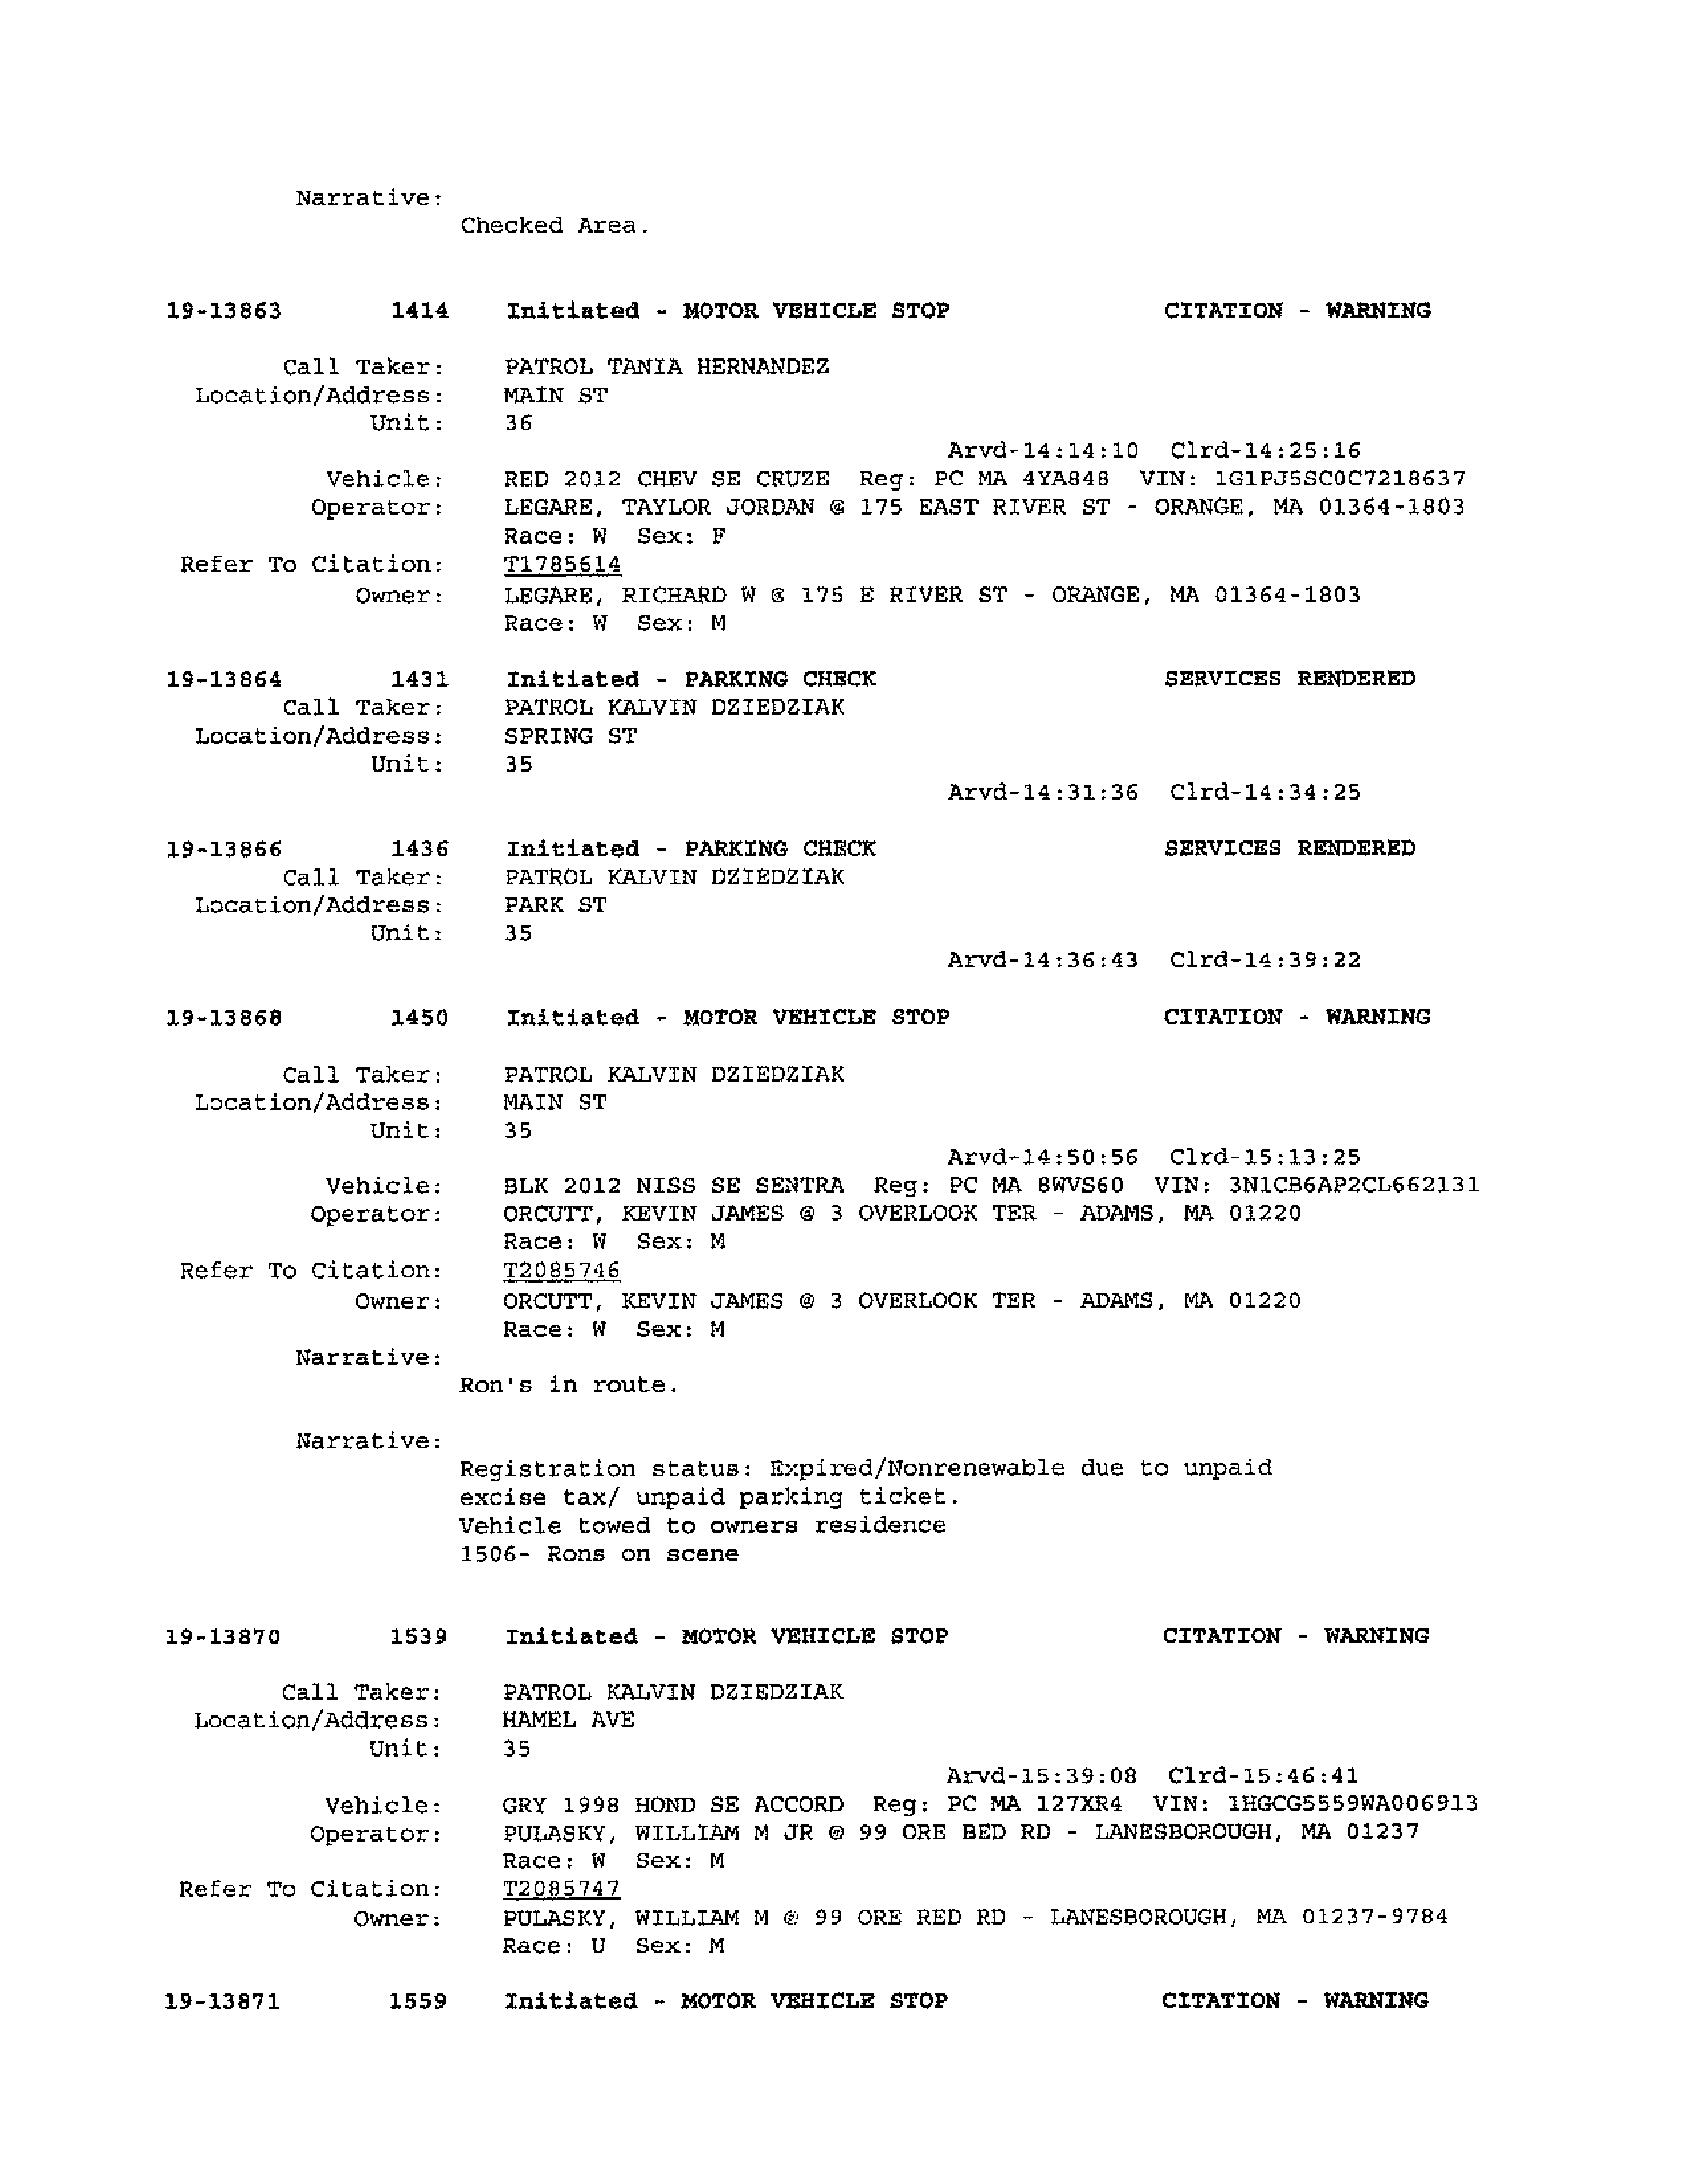 Narrative:
Checked Area.
19-13863 1414 Initiated - MOTOR VEHICLE STOP CITATION - WARNING
Call Taker: PATROL TANIA HERNANDEZ
Location/Address: MAIN ST
Unit: 36
Arvd-14:14:10 Clrd-14:25:16
Vehicle: RED 2012 CHEV SE CRUZE Reg: PC MA 4YA848 VIN: 1G1PJ5SC0C7218637
Operator: LEGARE, TAYLOR JORDAN @ 175 EAST RIVER ST - ORANGE, MA 01364-1803
Race: W Sex: F
Refer To Citation: T1785614
Owner: LEGARE, RICHARD W @ 175 E RIVER ST - ORANGE, MA 01364-1803
Race: W Sex: M
19-13864 1431 Initiated - PARKING CHECK SERVICES RENDERED
Call Taker: PATROL KALVIN DZIEDZIAK
Location/Address: SPRING ST
Unit: 35
Arvd-14:31:36 Clrd-14:34:25
19-13866 1436 Initiated - PARKING CHECK SERVICES RENDERED
Call Taker: PATROL KALVIN DZIEDZIAK
Location/Address: PARK ST
Unit: 35
Arvd-14:36:43 Clrd-14:39:22
19-13868 1450 Initiated - MOTOR VEHICLE STOP CITATION - WARNING
Call Taker: PATROL KALVIN DZIEDZIAK
Location/Address: MAIN ST
Unit: 35
Arvd-14:50:56 Clrd-15:13:25
Vehicle: BLK 2012 NISS SE SENTRA Reg: PC MA 8WVS60 VIN: 3N1CB6AP2CL662131
Operator: ORCUTT, KEVIN JAMES @ 3 OVERLOOK TER - ADAMS, MA 01220
Race: W Sex: M
Refer To Citation: T2085746
Owner: ORCUTT, KEVIN JAMES @ 3 OVERLOOK TER - ADAMS, MA 01220
Race: W Sex: M
Narrative:
Ron's in route.
Narrative:
Registration status: Expired/Nonrenewable due to unpaid
excise tax/ unpaid parking ticket.
Vehicle towed to owners residence
1506- Rons on scene
19-13870 1539 Initiated - MOTOR VEHICLE STOP CITATION - WARNING
Call Taker: PATROL KALVIN DZIEDZIAK
Location/Address: HAMEL AVE
Unit: 35
Arvd-15:39:08 Clrd-15:46:41
Vehicle: GRY 1998 HOND SE ACCORD Reg: PC MA 127XR4 VIN: 1HGCG5559WA006913
Operator: PULASKY, WILLIAM M JR @ 99 ORE BED RD - LANESBOROUGH, MA 01237
Race: W Sex: M
Refer To Citation: T2085747
Owner: PULASKY, WILLIAM M @ 99 ORE RED RD - LANESBOROUGH, MA 01237-9784
Race: U Sex: M
19-13871 1559 Initiated - MOTOR VEHICLE STOP CITATION - WARNING